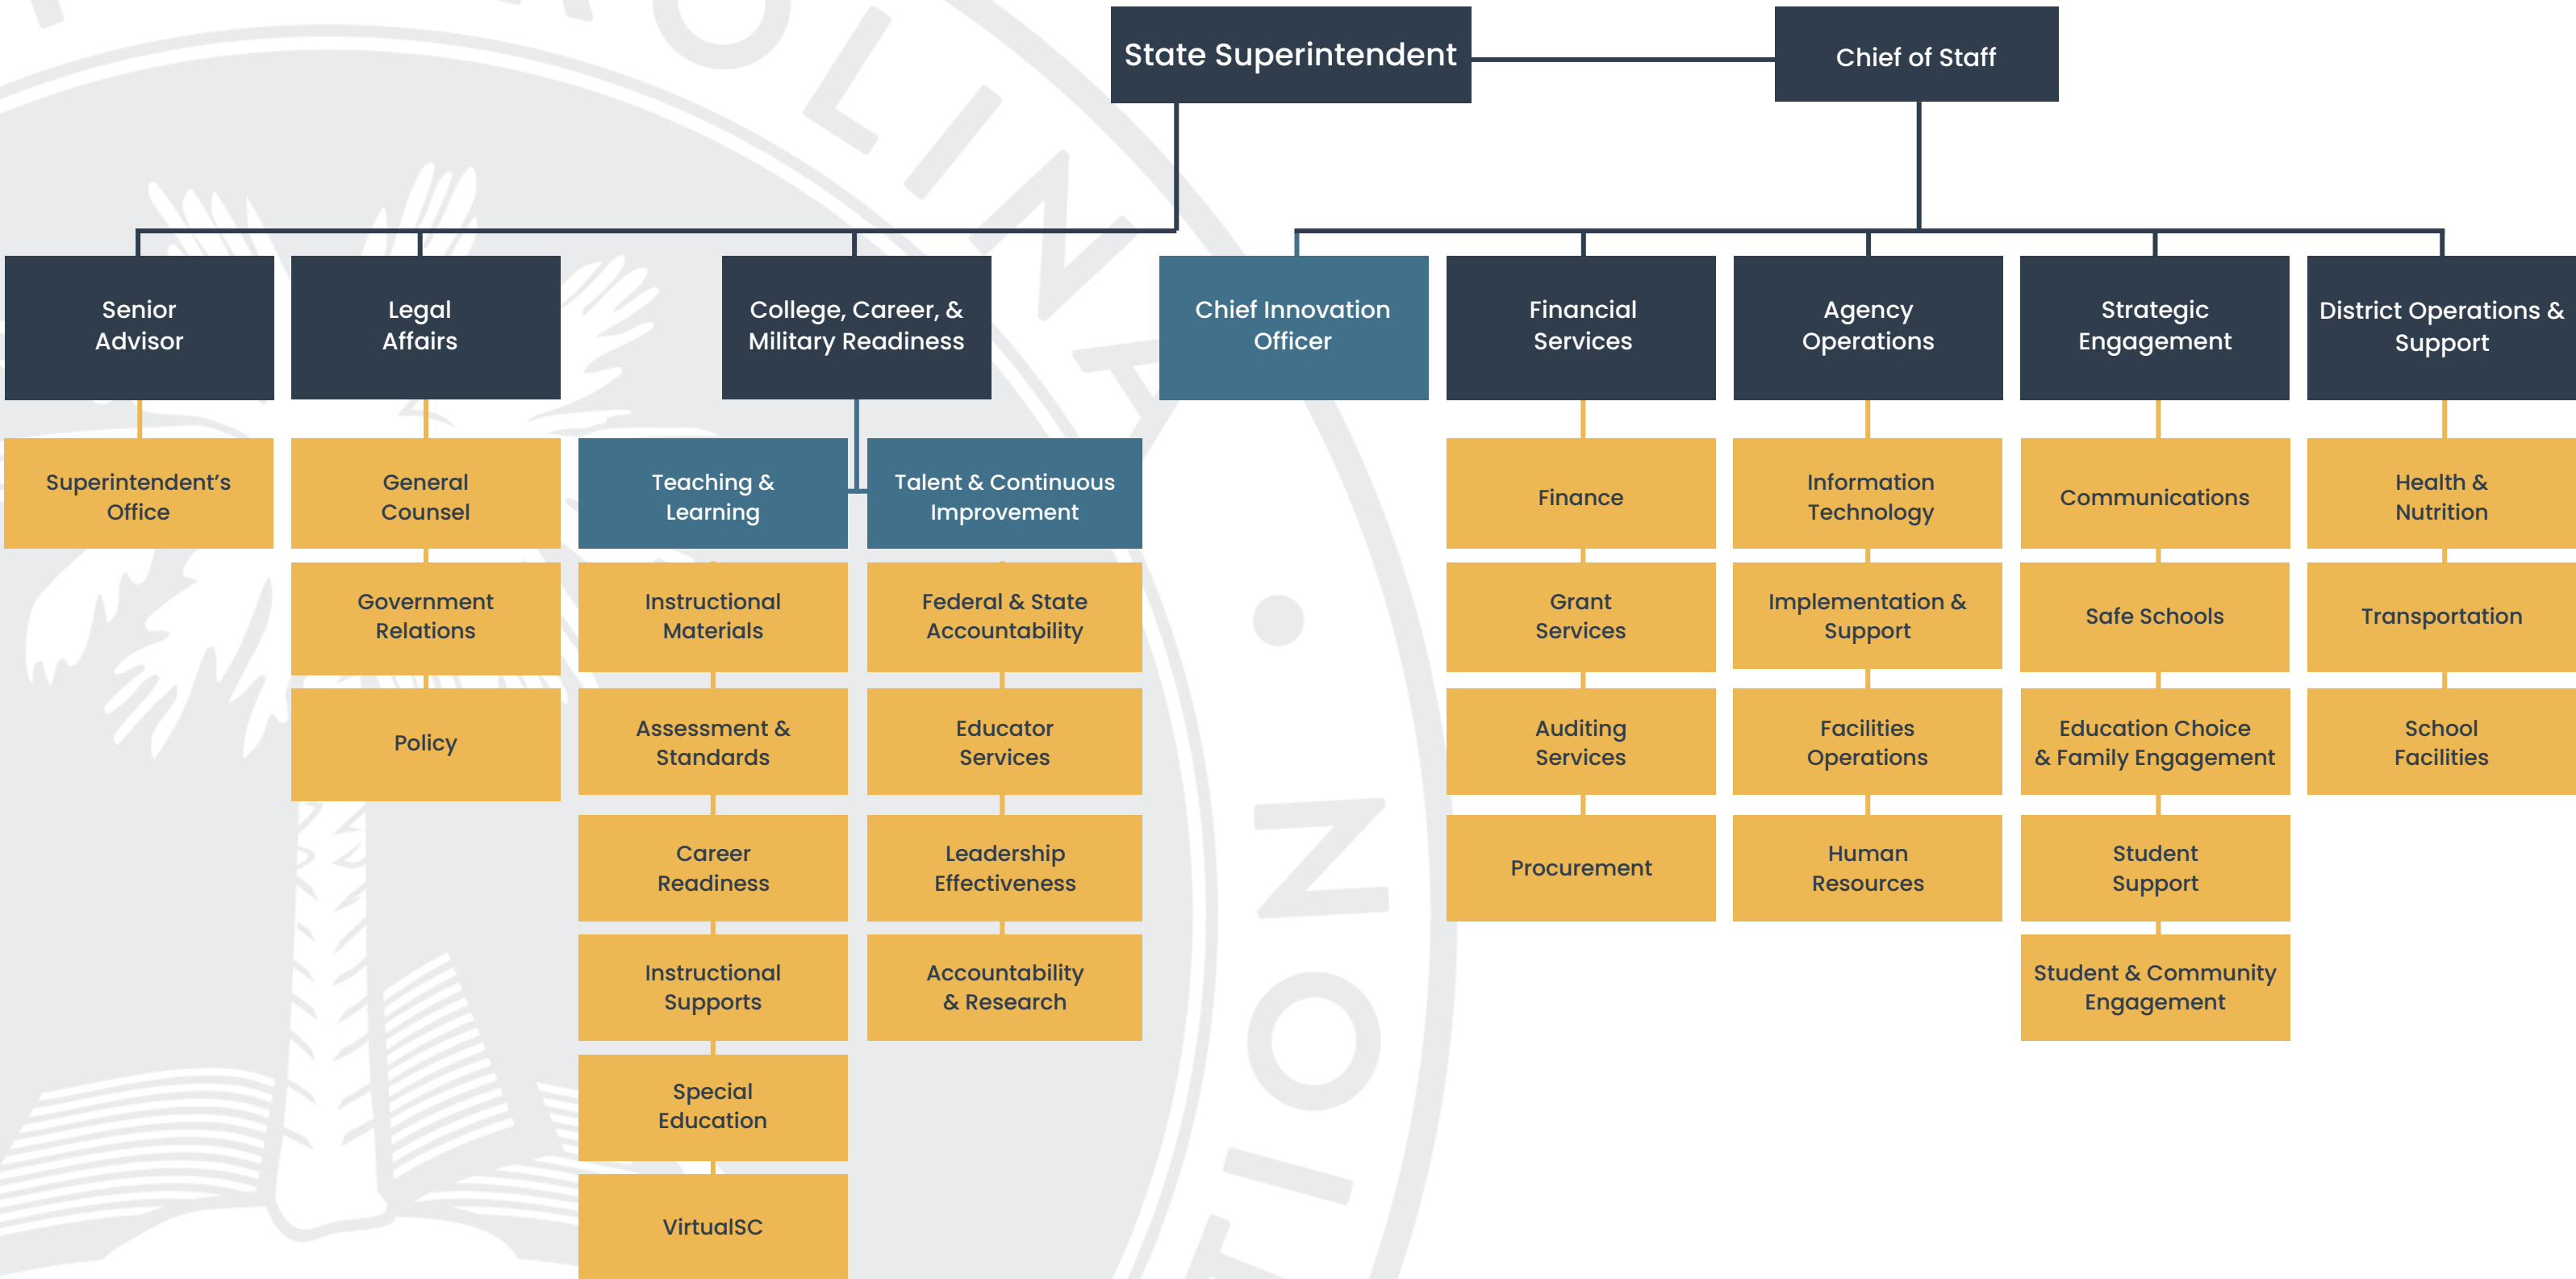 State Superintendent
Chief of Staff
Senior
Advisor
Legal
Affairs
College, Career, &
Military Readiness
Chief Innovation
Officer
Financial
Services
Agency
Operations
Strategic
Engagement
District Operations &
Support
Superintendent's
Office
General
Counsel
Government
Relations
Policy
Teaching &
Learning
Instructional
Materials
Assessment &
Standards
Career
Readiness
Instructional
Supports
Special
Education
VirtualSC
Talent & Continuous
Improvement
Federal & State
Accountability
Educator
Services
Leadership
Effectiveness
Accountability
& Research
Finance
Grant
Services
Auditing
Services
Procurement
Information
Technology
Implementation &
Support
Facilities
Operations
Human
Resources
Communications
Safe Schools
Education Choice
& Family Engagement
Student
Support
Student & Community
Engagement
Health &
Nutrition
Transportation
School
Facilities